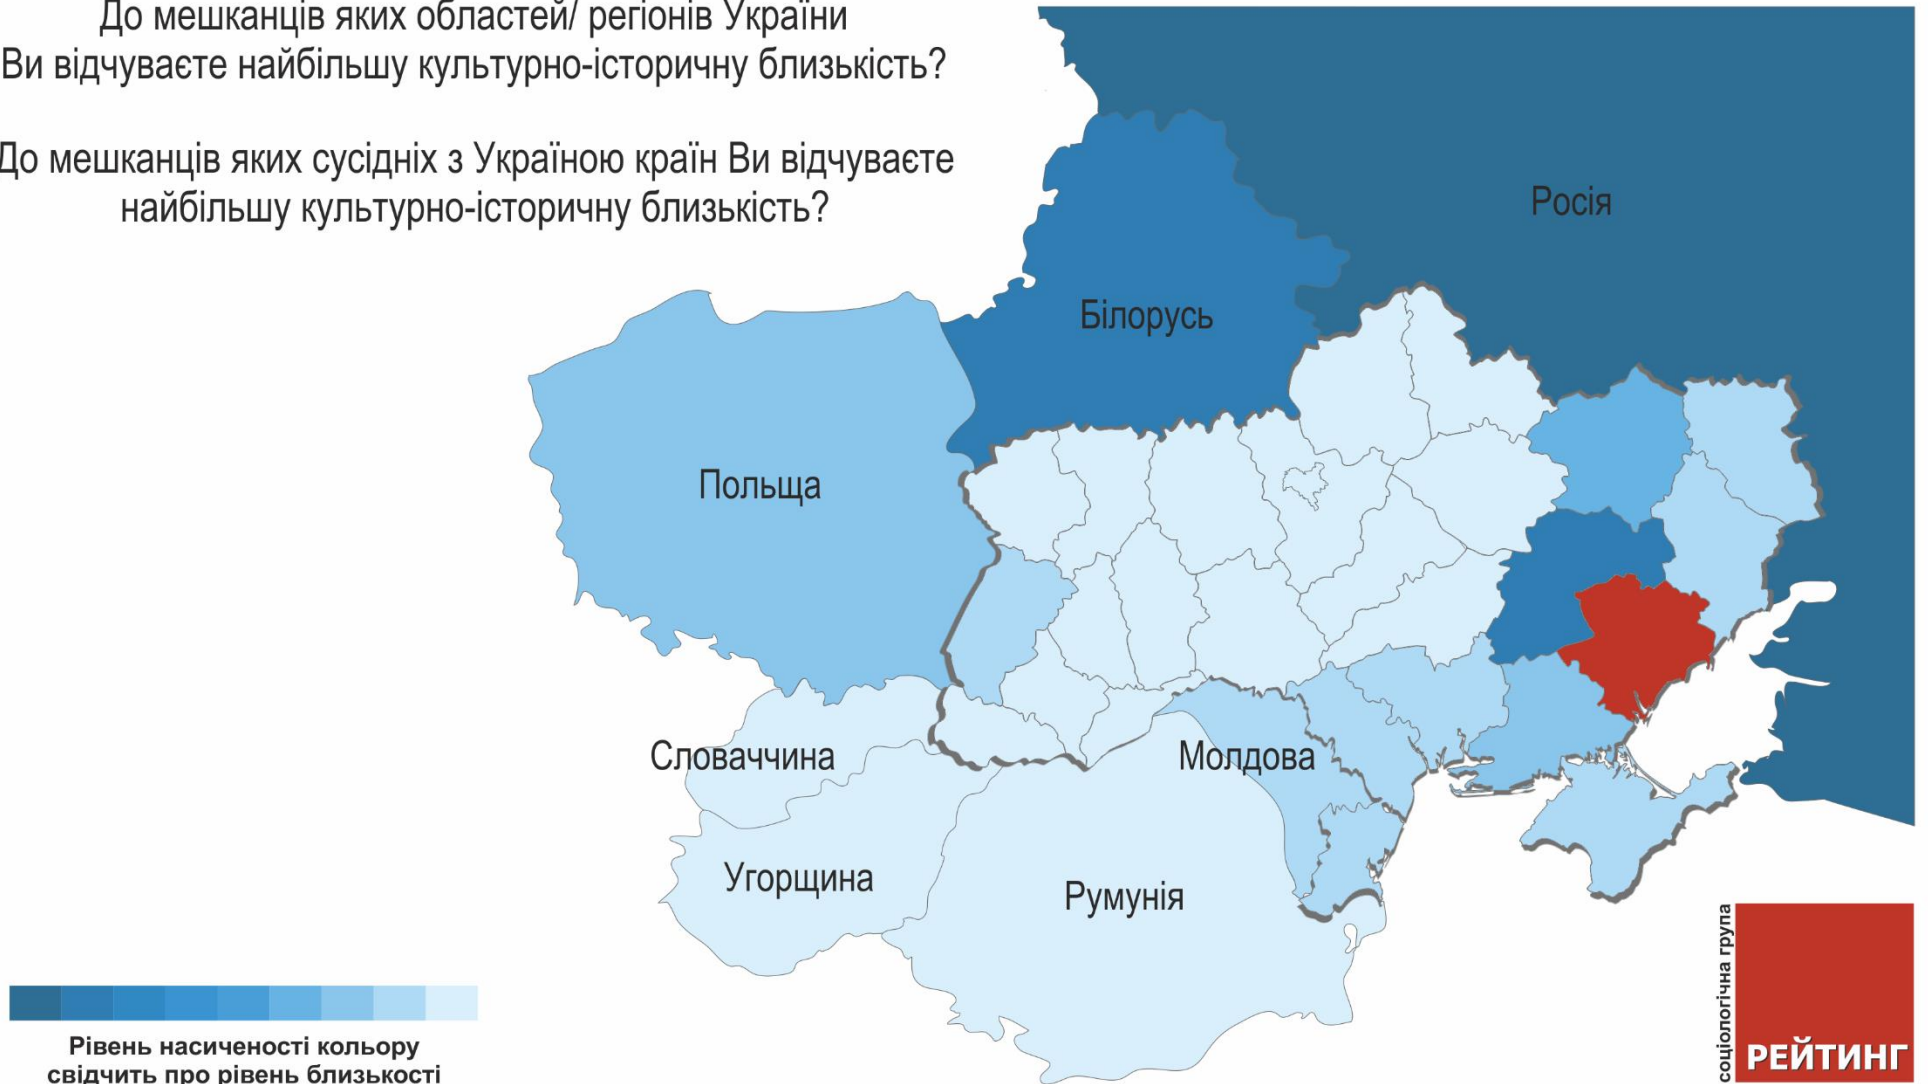 До мешканців яких областей/ регіонів України
Ви відчуваєте найбільшу культурно-історичну близькість?
До мешканців яких сусідніх з Україною країн Ви відчуваєте
найбільшу культурно-історичну близькість?
Росія
Білорусь
Польща
Словаччина
Молдова
Угорщина
Румунія
Рівень насиченості кольору
свідчить про рівень близькості
соціологічна група
РЕЙТИНГ